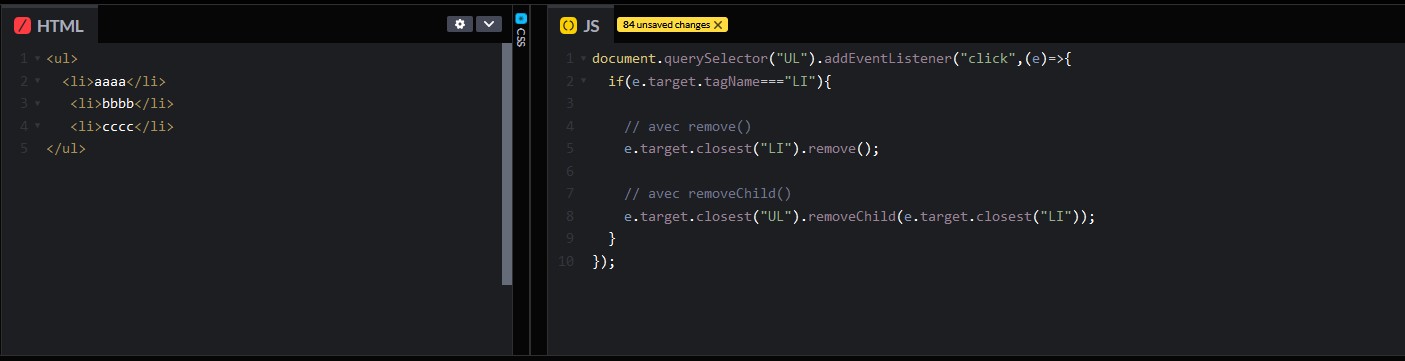 HTML
1 <ul>
2 <li>aaaa</li>
3 <li>bbbb</li>
4 <li>cccc</li>
5 </ul>
CSS
JS
84 unsaved changes X
1 document.querySelector("UL").addEventListener("click",(e)=>{
2 if(e.target.tagName==="LI"){
3
4 // avec remove()
5 e.target.closest("LI").remove();
6
7 // avec removeChild()
8 e.target.closest("UL").removeChild(e.target.closest("LI"));
9 }
10 });